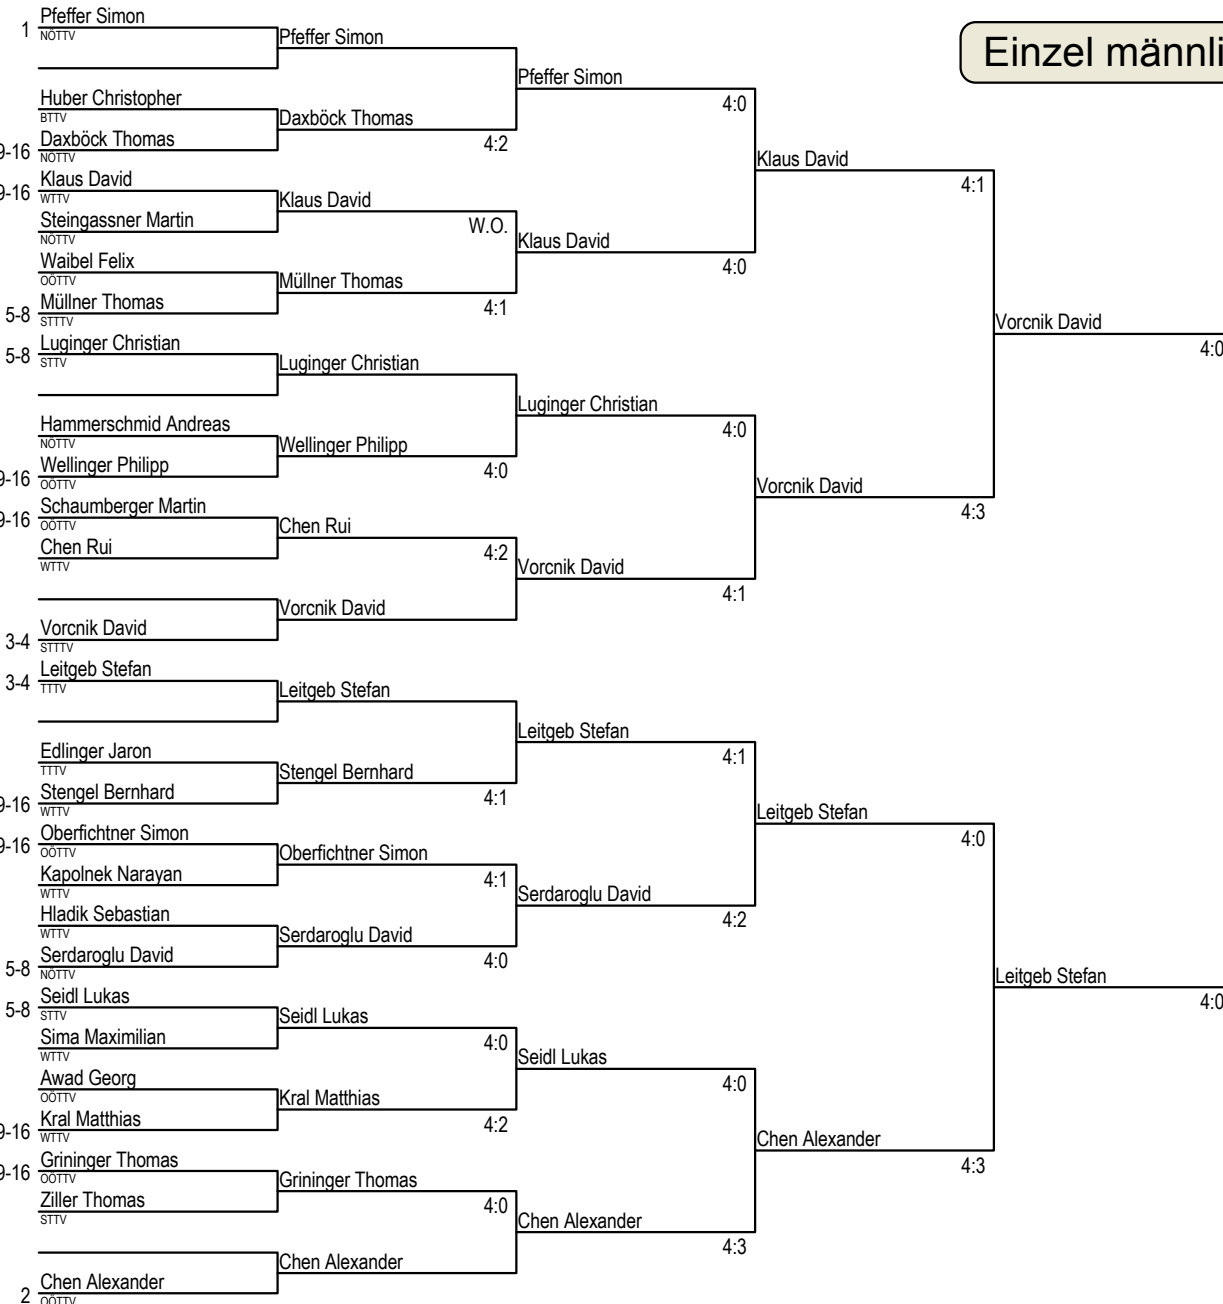 Pfeffer Simon
1
NÖTTV
Pfeffer Simon
Einzel männli
Pfeffer Simon
Huber Christopher
4:0
BTTV
Daxböck Thomas
Daxböck Thomas
4:2
9-16
NÖTTV
Klaus David
Klaus David
9-16
WTTV
4:1
Klaus David
Steingassner Martin
W.O.
NÖTTV
Klaus David
Waibel Felix
4:0
OÖTTV
Müllner Thomas
Müllner Thomas
4:1
5-8
STTTV
Vorcnik David
Luginger Christian
4:0
5-8
STTV
Luginger Christian
Luginger Christian
Hammerschmid Andreas
4:0
NÖTTV
Wellinger Philipp
Wellinger Philipp
4:0
9-16
OÖTTV
Vorcnik David
Schaumberger Martin
4:3
9-16
OÖTTV
Chen Rui
Chen Rui
4:2
WTTV
Vorcnik David
4:1
Vorcnik David
Vorcnik David
3-4
STTTV
Leitgeb Stefan
3-4
TTTV
Leitgeb Stefan
Leitgeb Stefan
Edlinger Jaron
4:1
TTTV
Stengel Bernhard
Stengel Bernhard
4:1
9-16
WTTV
Leitgeb Stefan
Oberfichtner Simon
4:0
9-16
OÖTTV
Oberfichtner Simon
Kapolnek Narayan
4:1
WTTV
Serdaroglu David
Hladik Sebastian
4:2
WTTV
Serdaroglu David
Serdaroglu David
4:0
5-8
NÖTTV
Leitgeb Stefan
Seidl Lukas
4:0
5-8
STTV
Seidl Lukas
Sima Maximilian
4:0
WTTV
Seidl Lukas
Awad Georg
4:0
OÖTTV
Kral Matthias
Kral Matthias
4:2
9-16
WTTV
Chen Alexander
Grininger Thomas
4:3
9-16
OÖTTV
Grininger Thomas
Ziller Thomas
4:0
STTV
Chen Alexander
4:3
Chen Alexander
Chen Alexander
2
OÖTTV